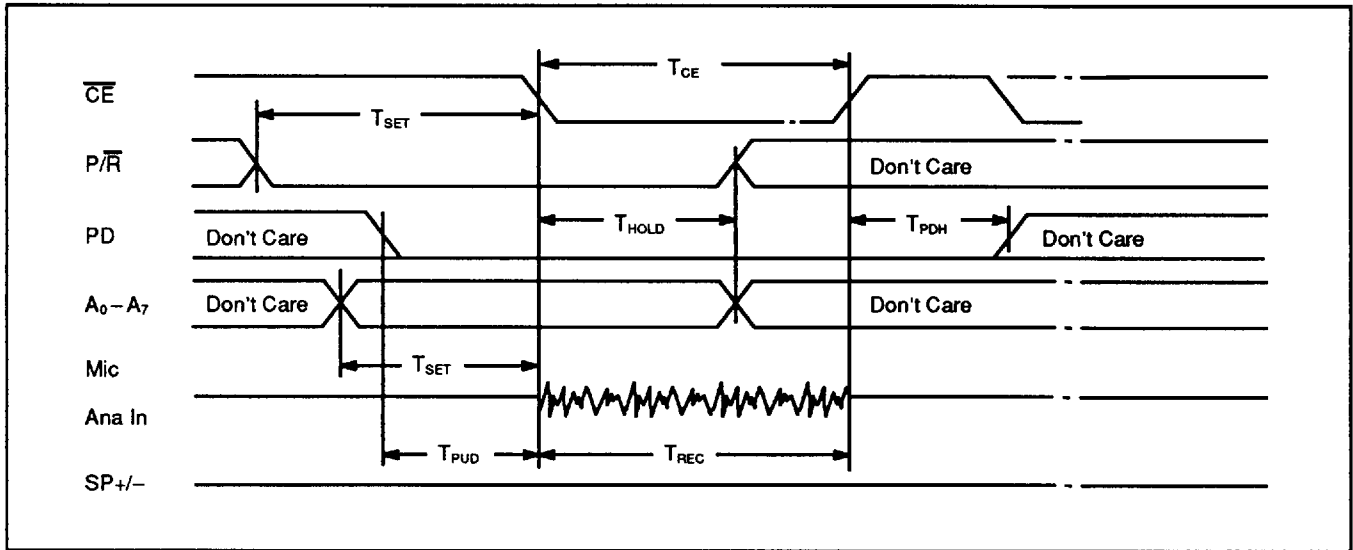 T_CE
C̅E̅
T_SET
P/R̅
Don't Care
T_HOLD
T_PDH
PD
Don't Care
Don't Care
A₀–A₇
Don't Care
Don't Care
T_SET
Mic
Ana In
T_PUD
T_REC
SP+/–